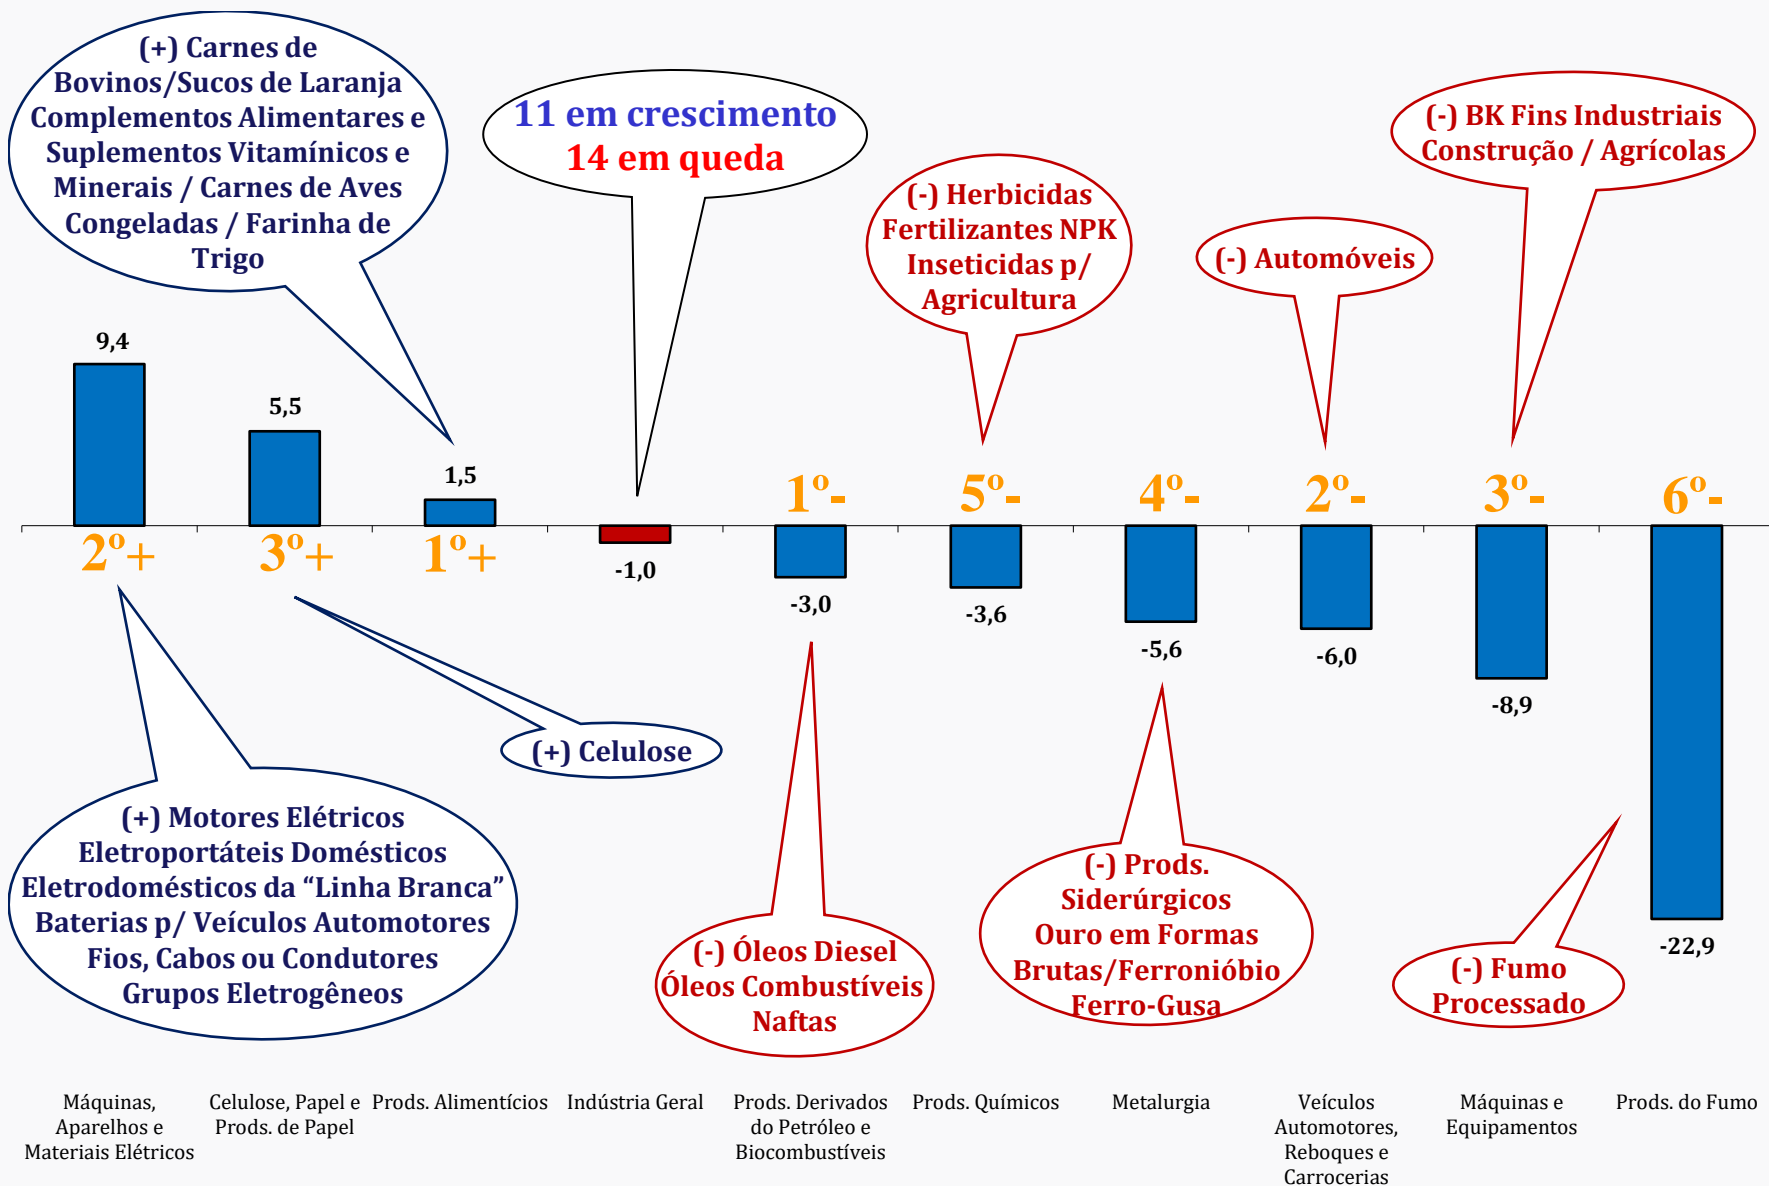 (+) Carnes de
Bovinos/Sucos de Laranja
Complementos Alimentares e
Suplementos Vitamínicos e
Minerais / Carnes de Aves
Congeladas / Farinha de
Trigo
11 em crescimento
14 em queda
(-) Herbicidas
Fertilizantes NPK
Inseticidas p/
Agricultura
(-) Automóveis
(-) BK Fins Industriais
Construção / Agrícolas
9,4
5,5
1,5
-1,0
-3,0
-3,6
-5,6
-6,0
-8,9
-22,9
2º+
3º+
1º+
1º-
5º-
4º-
2º-
3º-
6º-
(+) Celulose
(+) Motores Elétricos
Eletroportáteis Domésticos
Eletrodomésticos da “Linha Branca”
Baterias p/ Veículos Automotores
Fios, Cabos ou Condutores
Grupos Eletrogêneos
(-) Óleos Diesel
Óleos Combustíveis
Naftas
(-) Prods.
Siderúrgicos
Ouro em Formas
Brutas/Ferronióbio
Ferro-Gusa
(-) Fumo
Processado
Máquinas,
Aparelhos e
Materiais Elétricos
Celulose, Papel e
Prods. de Papel
Prods. Alimentícios
Indústria Geral
Prods. Derivados
do Petróleo e
Biocombustíveis
Prods. Químicos
Metalurgia
Veículos
Automotores,
Reboques e
Carrocerias
Máquinas e
Equipamentos
Prods. do Fumo